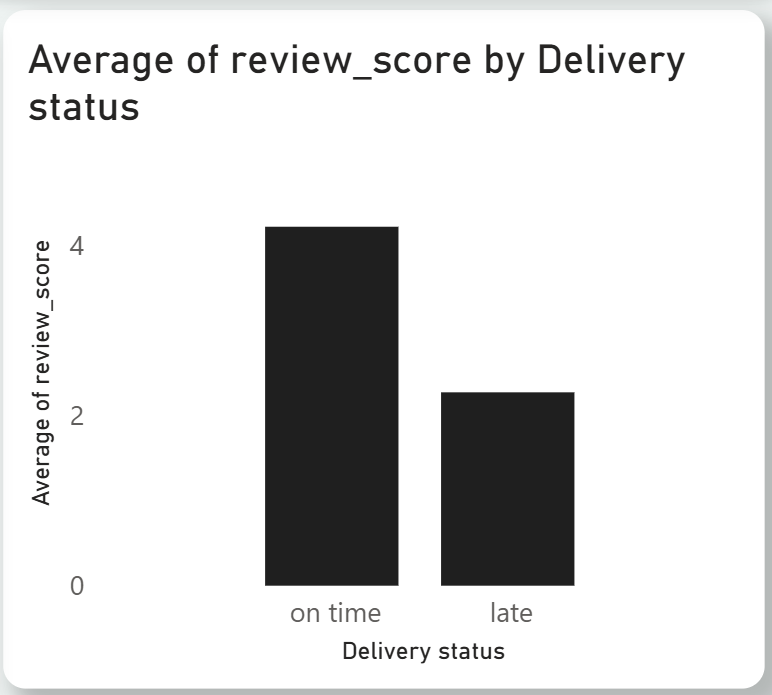 Average of review_score by Delivery
status
Average of review_score
4
2
0
on time
late
Delivery status